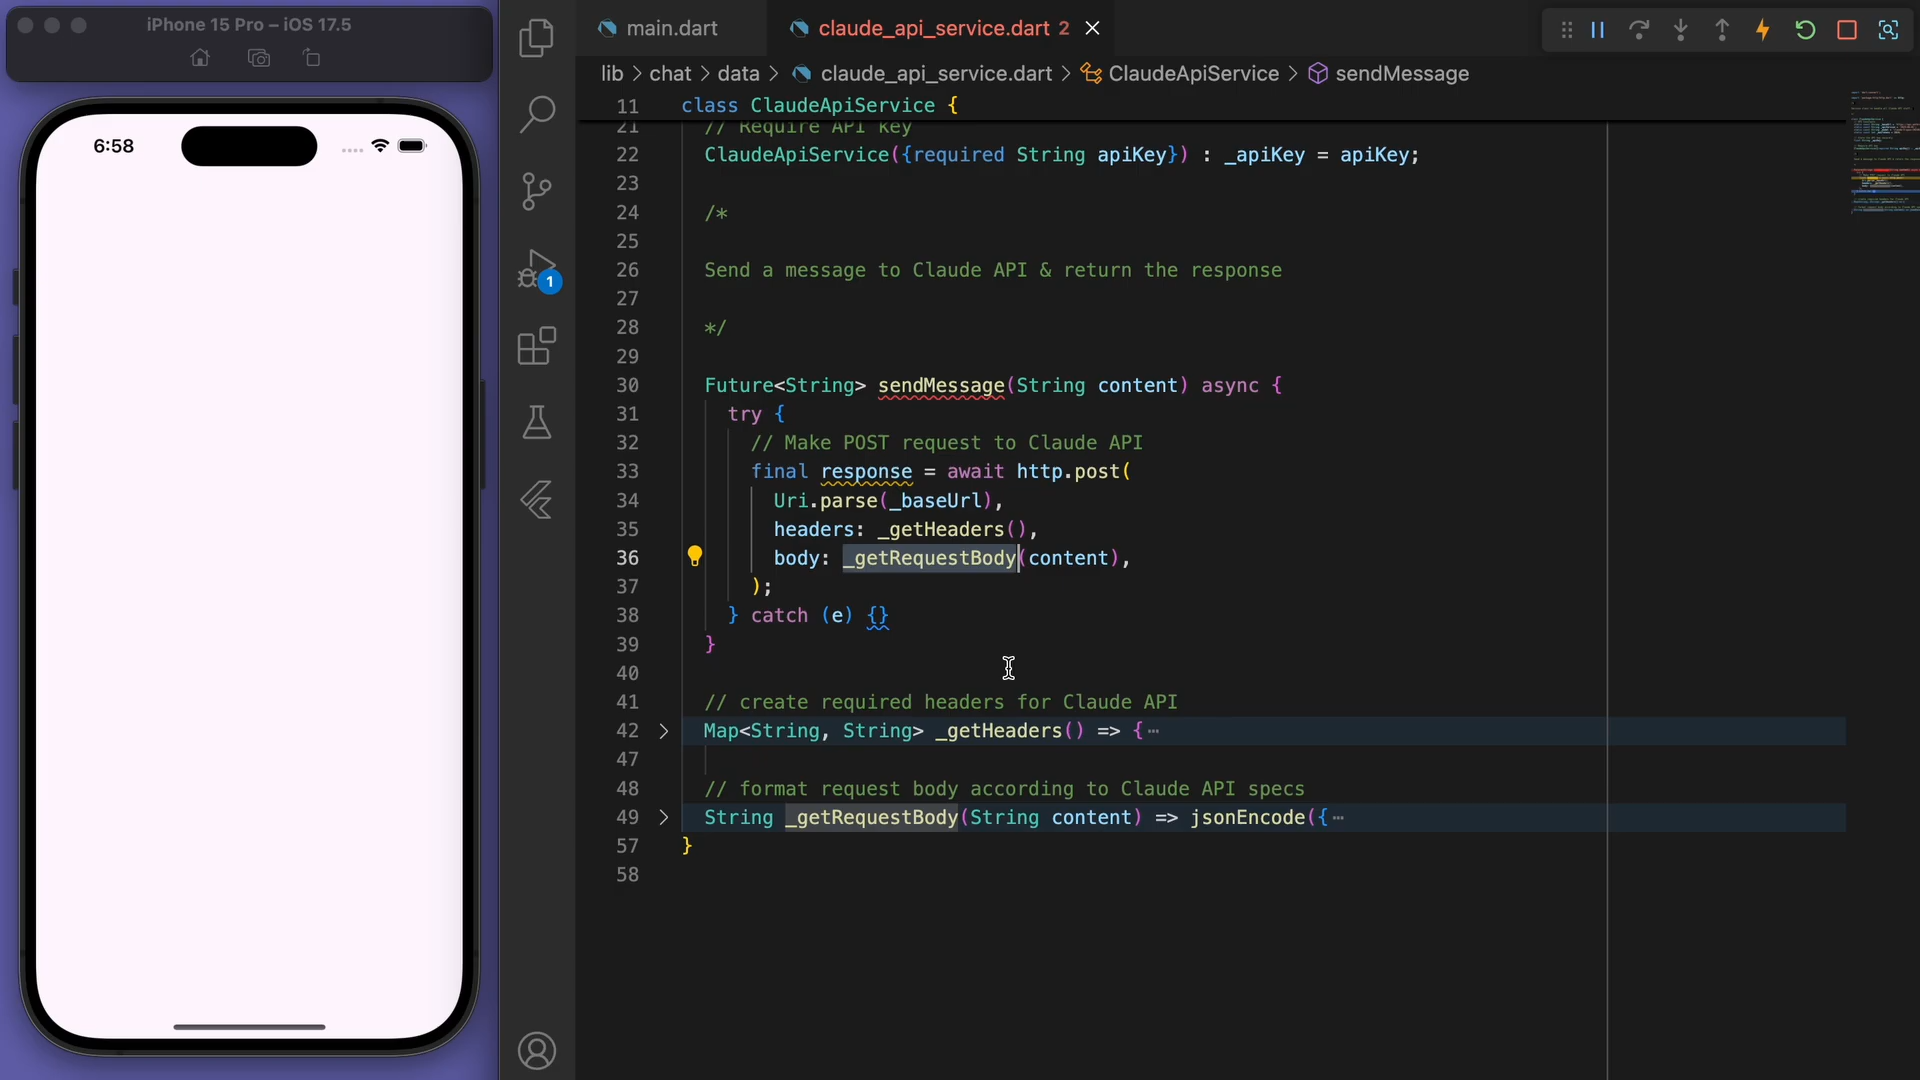 iPhone 15 Pro – iOS 17.5
6:58
1
main.dart
claude_api_service.dart 2
lib > chat > data > claude_api_service.dart > ClaudeApiService > sendMessage
11 class ClaudeApiService {
21 // Require API key
22 ClaudeApiService({required String apiKey}) : _apiKey = apiKey;
23
24 /*
25
26 Send a message to Claude API & return the response
27
28 */
29
30 Future<String> sendMessage(String content) async {
31 try {
32 // Make POST request to Claude API
33 final response = await http.post(
34 Uri.parse(_baseUrl),
35 headers: _getHeaders(),
36 body: _getRequestBody(content),
37 );
38 } catch (e) {}
39 }
40
41 // create required headers for Claude API
42 Map<String, String> _getHeaders() => {⋯
47
48 // format request body according to Claude API specs
49 String _getRequestBody(String content) => jsonEncode({⋯
57 }
58